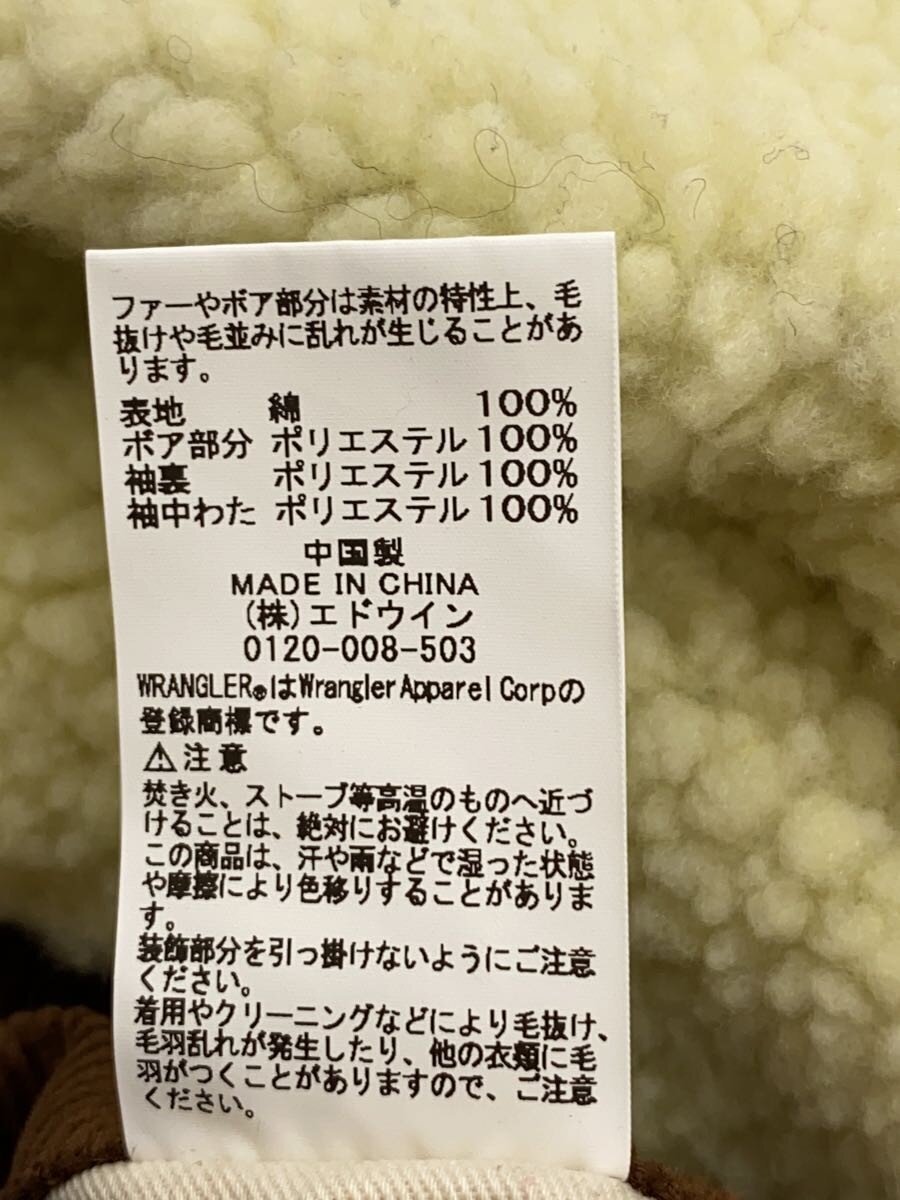 ファーやボア部分は素材の特性上、毛
抜けや毛並みに乱れが生じることがあ
ります。
表地 綿 100%
ボア部分 ポリエステル 100%
袖裏 ポリエステル 100%
袖中わた ポリエステル 100%
中国製
MADE IN CHINA
(株)エドウイン
0120-008-503
WRANGLER®はWrangler Apparel Corpの
登録商標です。
⚠注意
焚き火、ストーブ等高温のものへ近づ
けることは、絶対にお避けください。
この商品は、汗や雨などで湿った状態
や摩擦により色移りすることがありま
す。
装飾部分を引っ掛けないようにご注意
ください。
着用やクリーニングなどにより毛抜け、
毛羽乱れが発生したり、他の衣類に毛
羽がつくことがありますので、ご注意
ください。